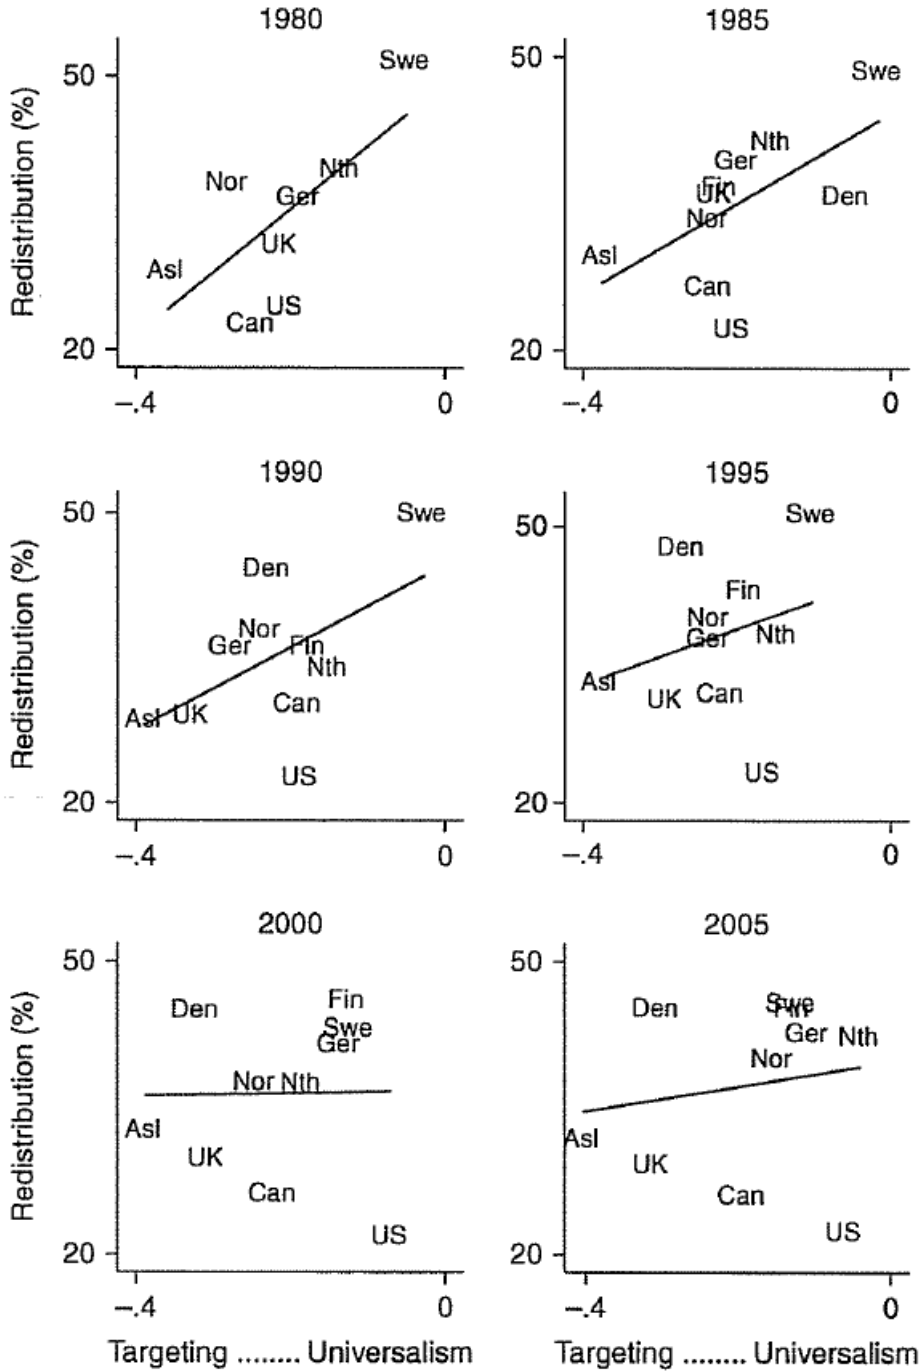 1980
Redistribution (%)
50
20
–.4
0
Swe
Nor
Nth
Ger
UK
Asl
US
Can
1985
50
20
–.4
0
Swe
Nth
Ger
Fin
UK
Den
Nor
Asl
Can
US
1990
Redistribution (%)
50
20
–.4
0
Swe
Den
Nor
Ger
Fin
Nth
Can
Asl
UK
US
1995
50
20
–.4
0
Swe
Den
Fin
Nor
Ger
Nth
Asl
UK
Can
US
2000
Redistribution (%)
50
20
–.4
0
Den
Fin
Swe
Ger
Nor
Nth
Asl
UK
Can
US
2005
50
20
–.4
0
Den
Swe
Fin
Ger
Nth
Nor
Asl
UK
Can
US
Targeting ........ Universalism
Targeting ........ Universalism